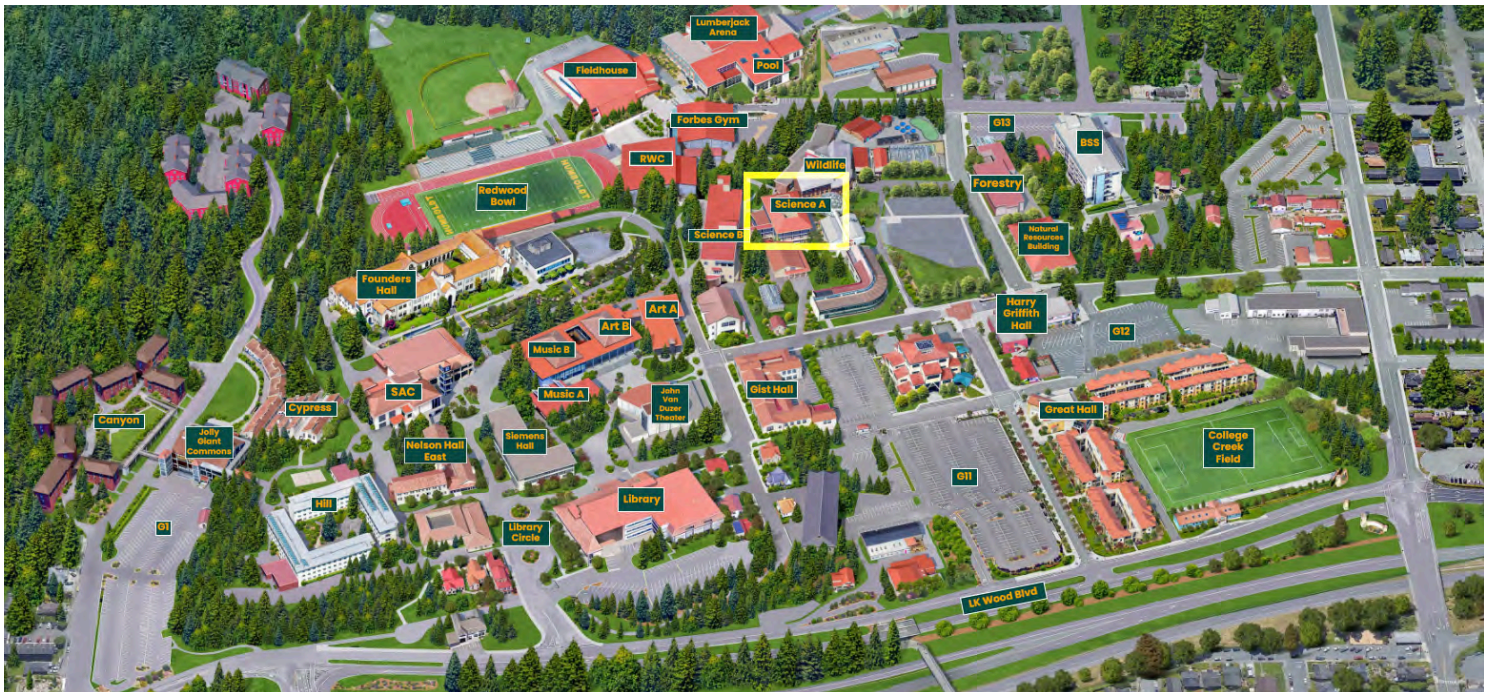 Lumberjack
Arena
Pool
Fieldhouse
Forbes Gym
G13
BSS
RWC
Wildlife
Redwood
Bowl
HUMBOLDT
HUMBOLDT
Science A
Forestry
Science B
Natural
Resources
Building
Founders
Hall
Harry
Griffith
Hall
Art A
Art B
G12
Music B
Music A
John
Van
Duzer
Theater
Gist Hall
SAC
Canyon
Cypress
Great Hall
Jolly
Giant
Commons
Nelson Hall
East
Siemens
Hall
College
Creek
Field
G11
Hill
Library
G1
Library
Circle
LK Wood Blvd